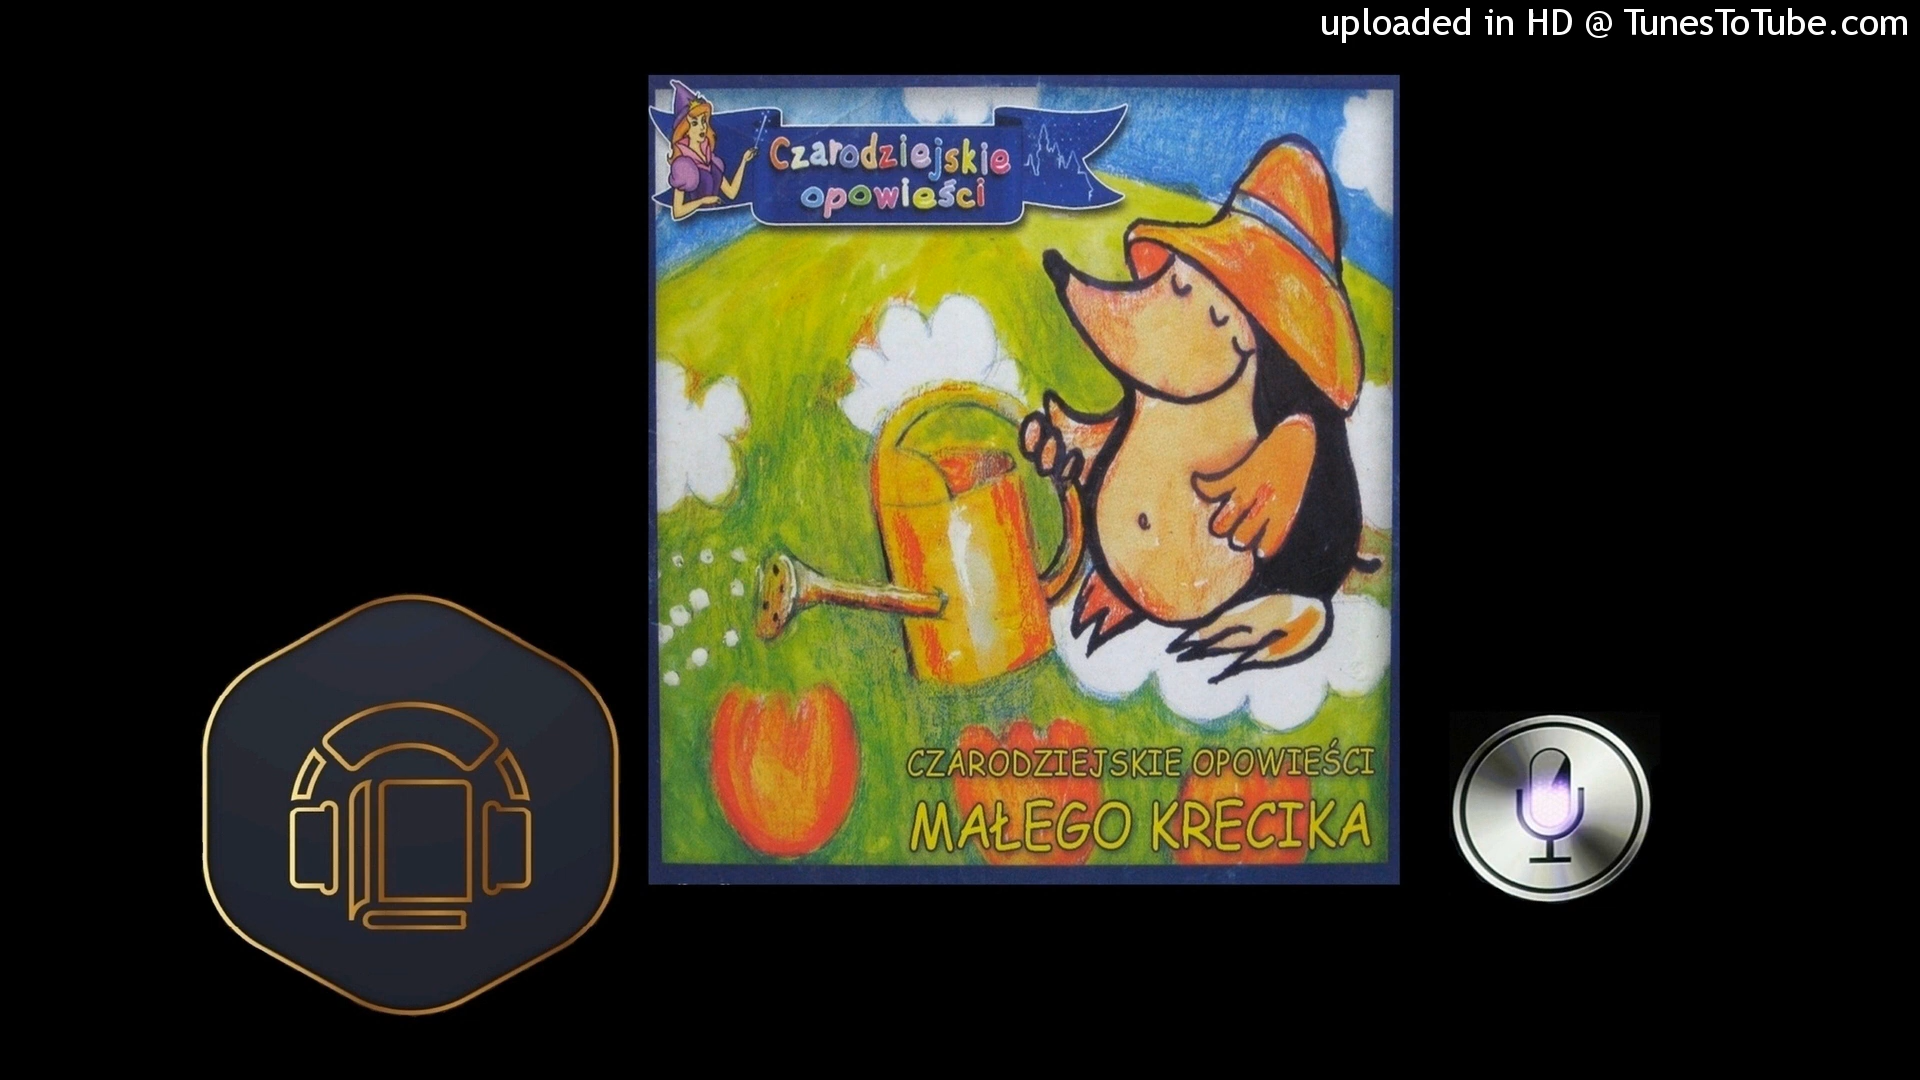 uploaded in HD @ TunesToTube.com
Czarodziejskie
opowieści
CZARODZIEJSKIE OPOWIEŚCI
MAŁEGO KRECIKA